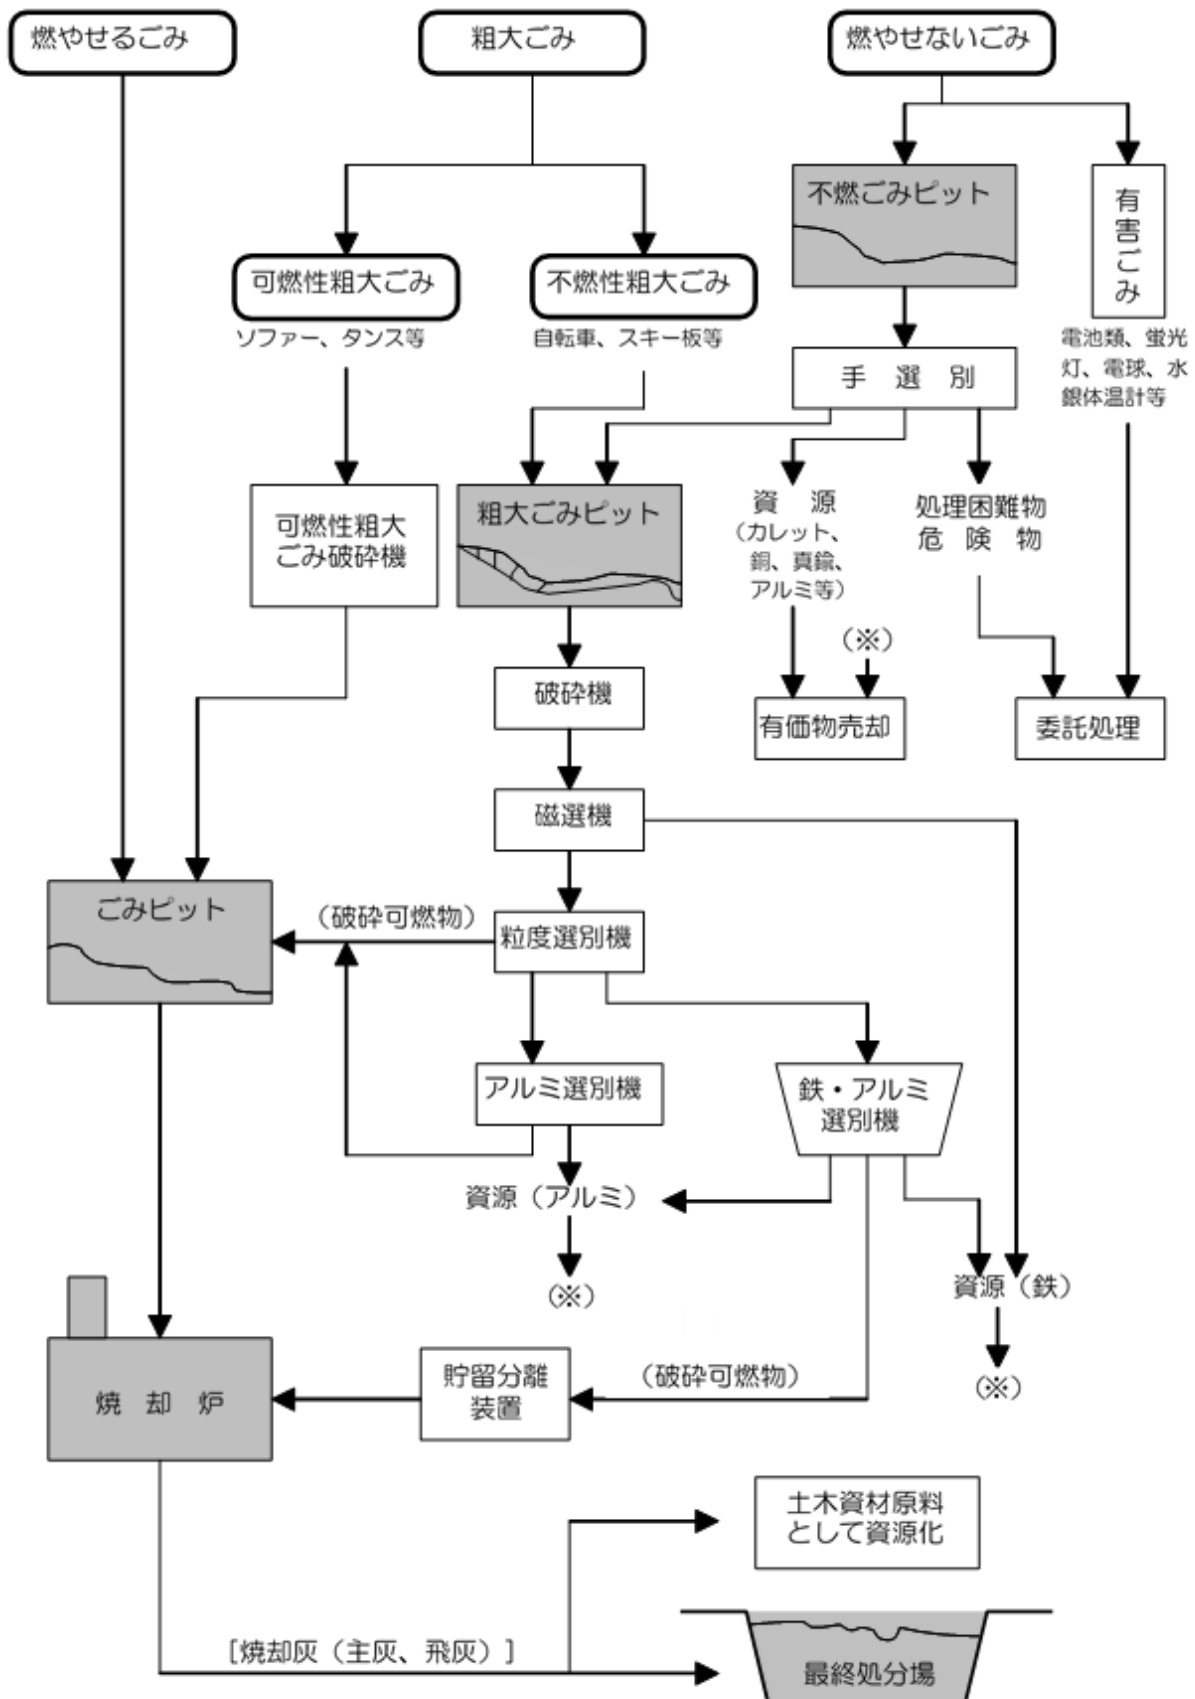 燃やせるごみ
粗大ごみ
燃やせないごみ
不燃ごみピット
有害ごみ
可燃性粗大ごみ
ソファー、タンス等
不燃性粗大ごみ
自転車、スキー板等
電池類、蛍光
灯、電球、水
銀体温計等
手 選 別
可燃性粗大
ごみ破砕機
粗大ごみピット
資 源
(カレット、
銅、真鍮、
アルミ等)
処理困難物
危 険 物
(※)
破砕機
有価物売却
委託処理
磁選機
ごみピット
(破砕可燃物)
粒度選別機
アルミ選別機
鉄・アルミ
選別機
資源(アルミ)
(※)
資源(鉄)
(※)
焼 却 炉
貯留分離
装置
(破砕可燃物)
土木資材原料
として資源化
[焼却灰(主灰、飛灰)]
最終処分場